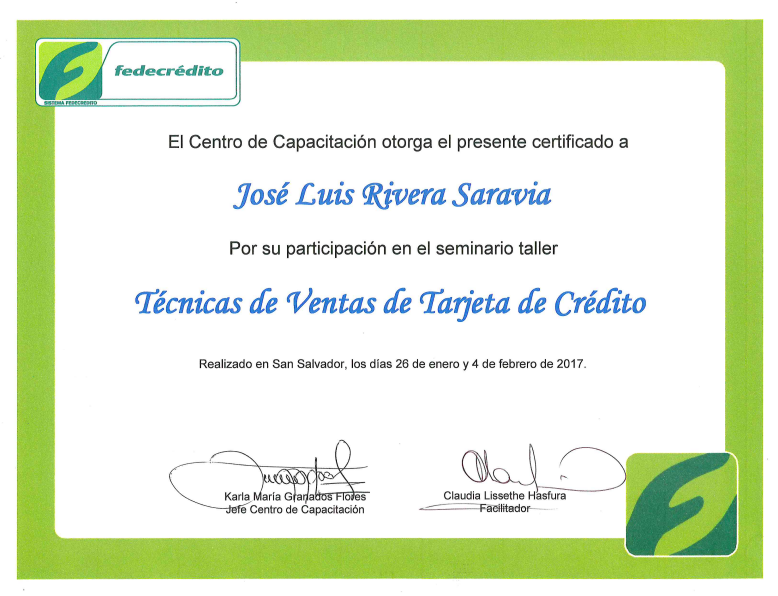 fedecrédito
SISTEMA FEDECREDITO
El Centro de Capacitación otorga el presente certificado a
José Luis Rivera Saravia
Por su participación en el seminario taller
Técnicas de Ventas de Tarjeta de Crédito
Realizado en San Salvador, los días 26 de enero y 4 de febrero de 2017.
Karla María Granados Flores
Jefe Centro de Capacitación
Claudia Lissethe Hasfura
Facilitador